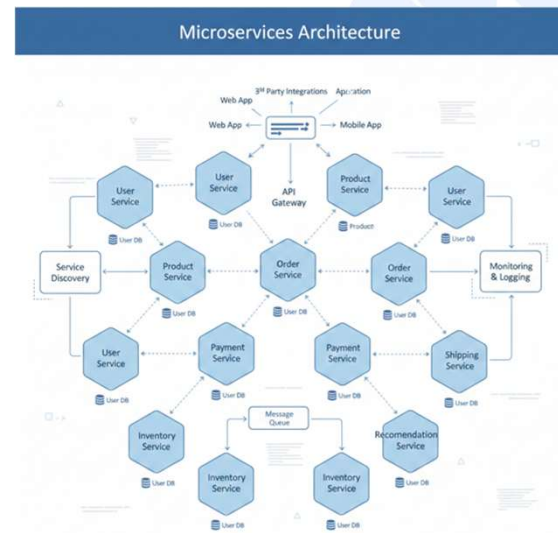 Microservices Architecture
3rd Party Integrations
Apcration
Web App
Web App
Mobile App
User
Service
User
Service
API
Gateway
Product
Service
User
Service
User DB
User DB
Product
User DB
Service
Discovery
Product
Service
Order
Service
Order
Service
Monitoring
& Logging
User DB
User DB
User DB
User
Service
Payment
Service
Payment
Service
Shipping
Service
User DB
User DB
User DB
User DB
Message
Queue
Inventory
Service
Recomendation
Service
User DB
User DB
Inventory
Service
Inventory
Service
User DB
User DB